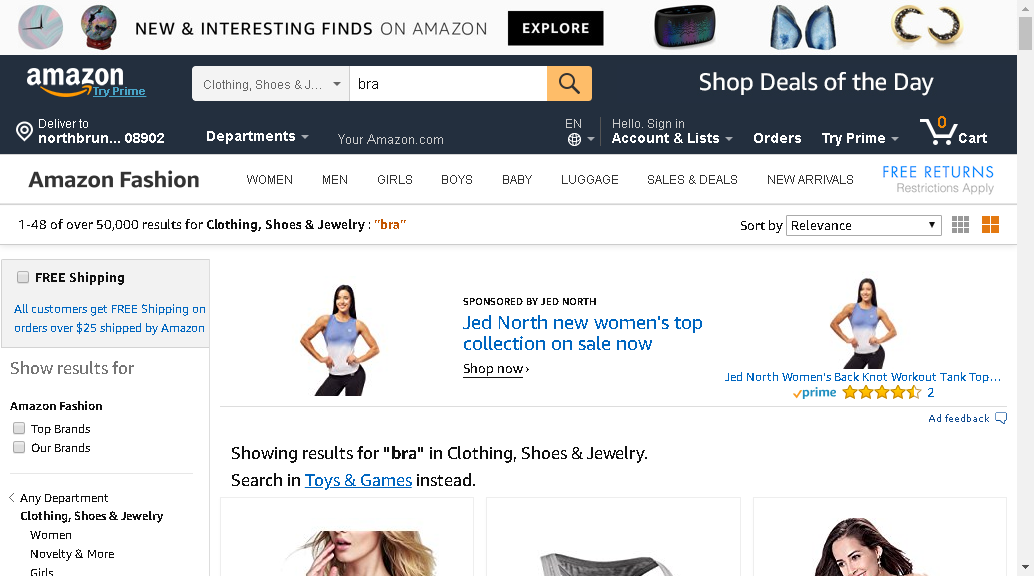 NEW & INTERESTING FINDS ON AMAZON
EXPLORE
amazon
Try Prime
Clothing, Shoes & J...
bra
Shop Deals of the Day
Deliver to
northbrun... 08902
Departments
Your Amazon.com
EN
Hello. Sign in
Account & Lists
Orders
Try Prime
0
Cart
Amazon Fashion
WOMEN
MEN
GIRLS
BOYS
BABY
LUGGAGE
SALES & DEALS
NEW ARRIVALS
FREE RETURNS
Restrictions Apply
1-48 of over 50,000 results for Clothing, Shoes & Jewelry : "bra"
Sort by
Relevance
FREE Shipping
All customers get FREE Shipping on
orders over $25 shipped by Amazon
Show results for
Amazon Fashion
Top Brands
Our Brands
Any Department
Clothing, Shoes & Jewelry
Women
Novelty & More
Girls
SPONSORED BY JED NORTH
Jed North new women's top
collection on sale now
Shop now ›
Jed North Women's Back Knot Workout Tank Top...
prime
2
Ad feedback
Showing results for "bra" in Clothing, Shoes & Jewelry.
Search in Toys & Games instead.